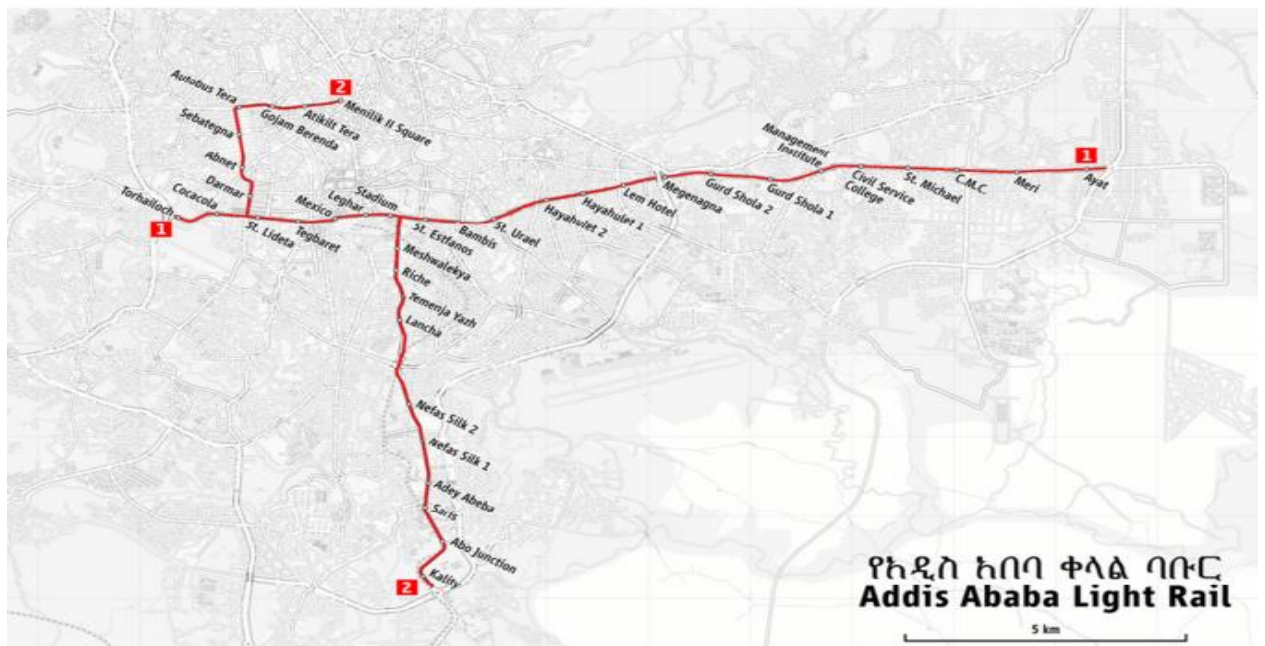 2
Autobus Tera
Menilik II Square
Atikilt Tera
Gojam Berenda
Sebategna
Abnet
Darmar
Cocacola
Torhailoch
1
St. Lideta
Tegbaret
Mexico
Leghar
Stadium
St. Estfanos
Bambis
St. Urael
Hayahulet 2
Hayahulet 1
Lem Hotel
Megenagna
Gurd Shola 2
Gurd Shola 1
Management
Institute
Civil Service
College
St. Michael
C.M.C.
Meri
1
Ayat
Meshwalekya
Riche
Temenja Yazh
Lancha
Nefas Silk 2
Nefas Silk 1
Adey Abeba
Saris
Abo Junction
Kality
2
የአዲስ አበባ ቀላል ባቡር
Addis Ababa Light Rail
5 km